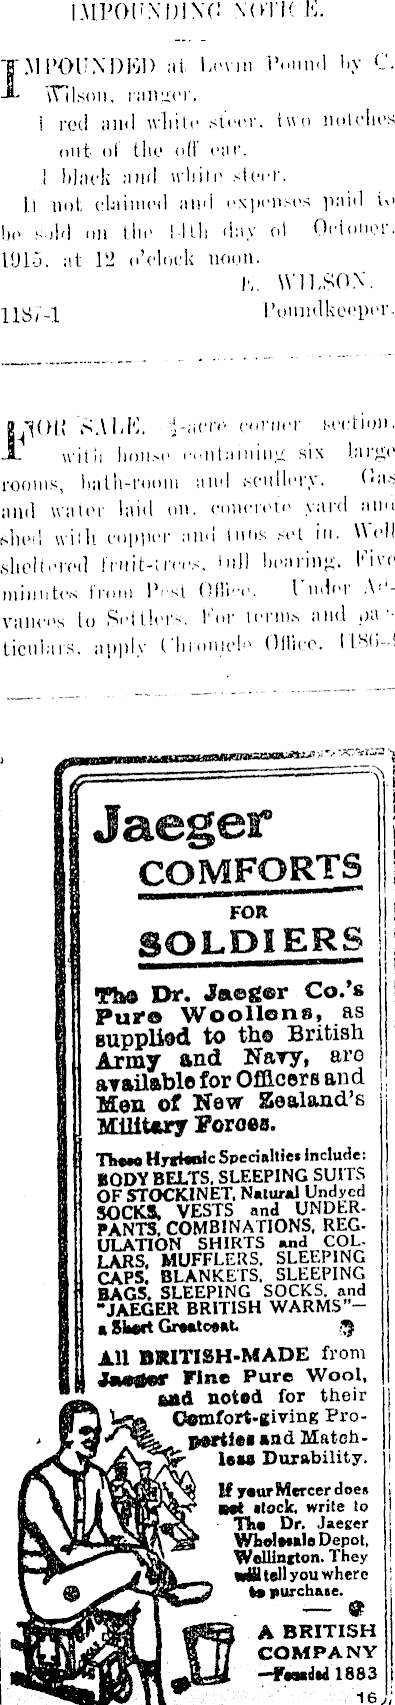 IMPOUNDING NOTICE.
IMPOUNDED at Levin Pound by C.
Wilson, ranger.
1 red and white steer, two notches
out of the off ear.
1 black and white steer.
If not claimed and expenses paid to
be sold on the 14th day of October,
1915, at 12 o'clock noon.
E. WILSON,
1187-1 Poundkeeper.
FOR SALE, ¼-acre corner section,
with house containing six large
rooms, bath-room and scullery. Gas
and water laid on, concrete yard and
shed with copper and tubs set in. Well
sheltered fruit-trees, full bearing. Five
minutes from Post Office. Under Ad-
vances to Settlers. For terms and par-
ticulars, apply Chronicle Office. 1186-
Jaeger
COMFORTS
FOR
SOLDIERS
The Dr. Jaeger Co.'s
Pure Woollens, as
supplied to the British
Army and Navy, are
available for Officers and
Men of New Zealand's
Military Forces.
These Hygienic Specialties include:
BODY BELTS, SLEEPING SUITS
OF STOCKINET, Natural Undyed
SOCKS, VESTS and UNDER-
PANTS, COMBINATIONS, REG-
ULATION SHIRTS and COL-
LARS, MUFFLERS, SLEEPING
CAPS, BLANKETS, SLEEPING
BAGS, SLEEPING SOCKS, and
"JAEGER BRITISH WARMS"—
a Short Greatcoat.
All BRITISH-MADE from
Jaeger Fine Pure Wool,
and noted for their
Comfort-giving Pro-
perties and Match-
less Durability.
If your Mercer does
not stock, write to
The Dr. Jaeger
Wholesale Depot,
Wellington. They
will tell you where
to purchase.
A BRITISH
COMPANY
—Founded 1883
16